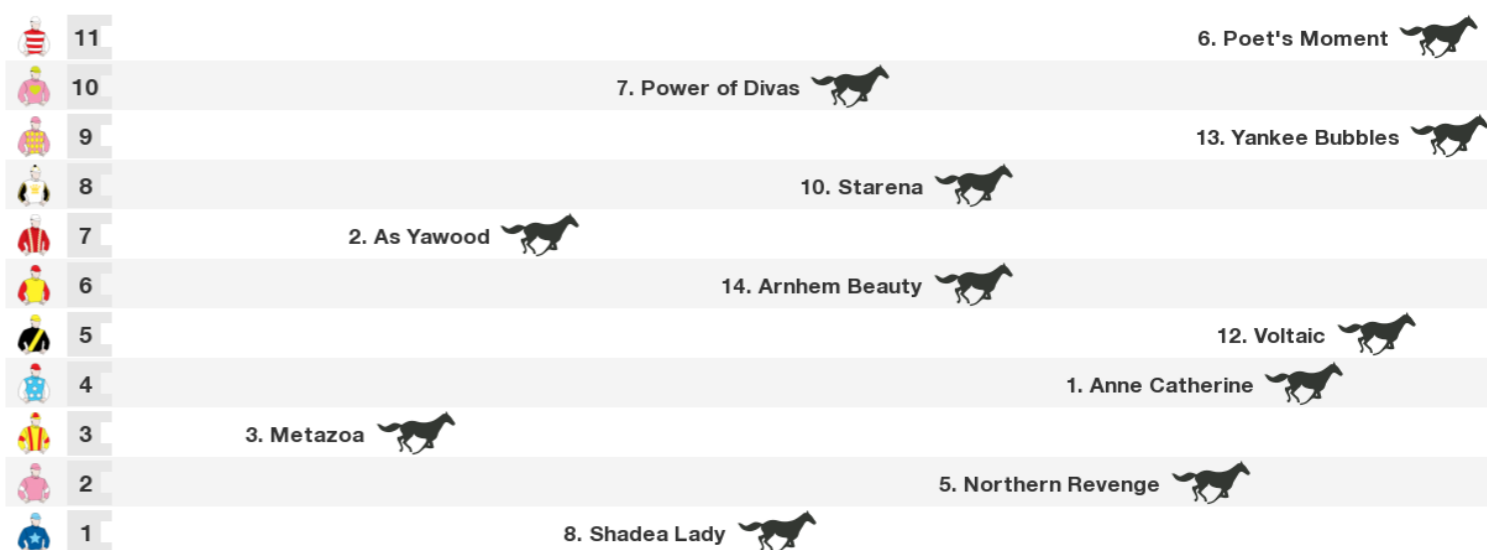 11 6. Poet's Moment
10 7. Power of Divas
9 13. Yankee Bubbles
8 10. Starena
7 2. As Yawood
6 14. Arnhem Beauty
5 12. Voltaic
4 1. Anne Catherine
3 3. Metazoa
2 5. Northern Revenge
1 8. Shadea Lady